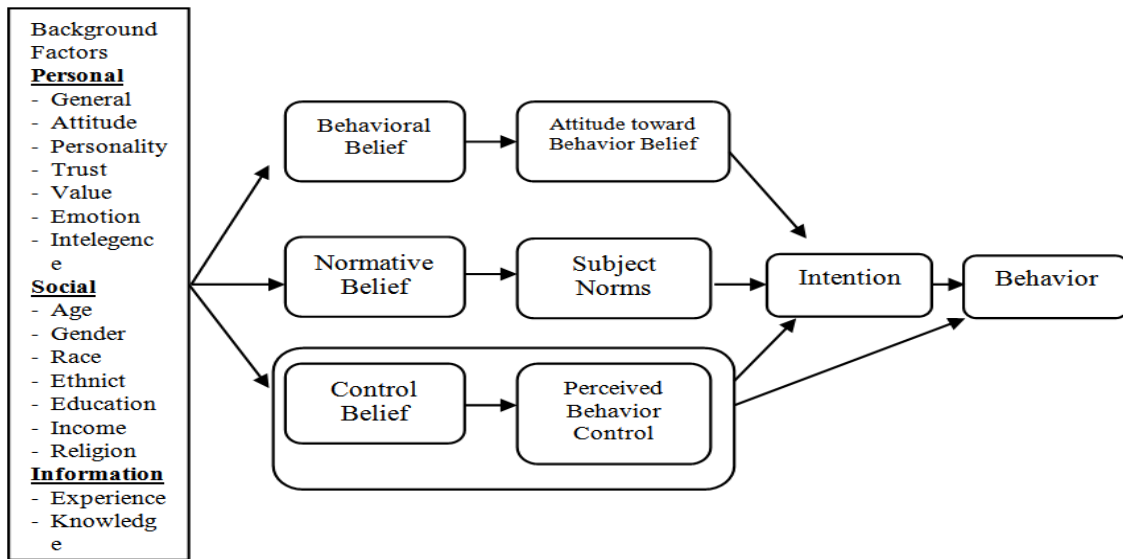 Background
Factors
Personal
- General
- Attitude
- Personality
- Trust
- Value
- Emotion
- Intelegenc
e
Social
- Age
- Gender
- Race
- Ethnict
- Education
- Income
- Religion
Information
- Experience
- Knowledg
e
Behavioral
Belief
Attitude toward
Behavior Belief
Normative
Belief
Subject
Norms
Intention
Behavior
Control
Belief
Perceived
Behavior
Control